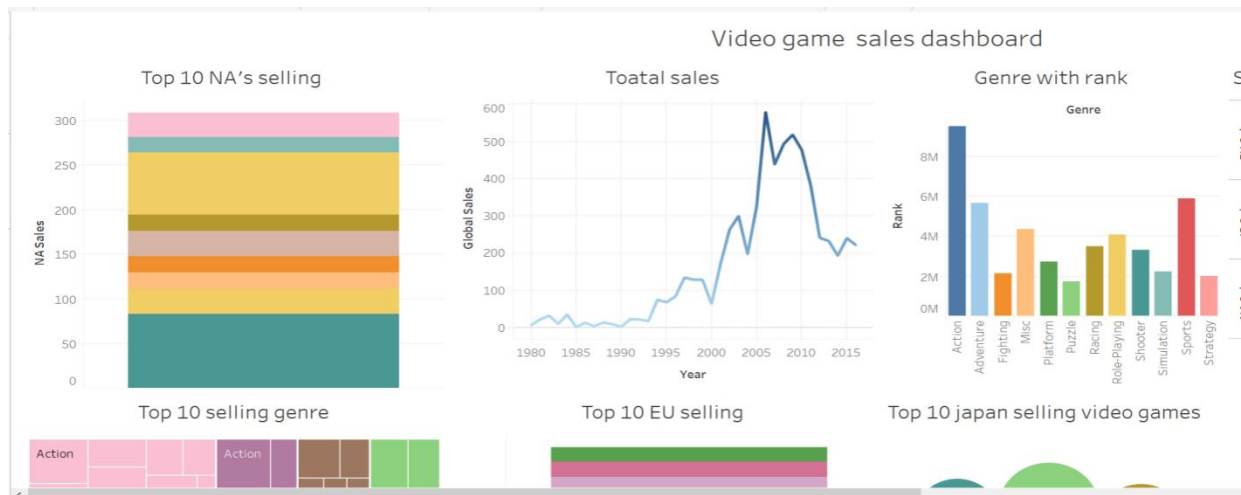 Video game sales dashboard
Top 10 NA's selling
Toatal sales
Genre with rank
S
NA Sales
300
250
200
150
100
50
0
Global Sales
600
500
400
300
200
100
0
1980
1985
1990
1995
2000
2005
2010
2015
Year
Genre
Rank
8M
6M
4M
2M
0M
Action
Adventure
Fighting
Misc
Platform
Puzzle
Racing
Role-Playing
Shooter
Simulation
Sports
Strategy
Top 10 selling genre
Top 10 EU selling
Top 10 japan selling video games
Action
Action